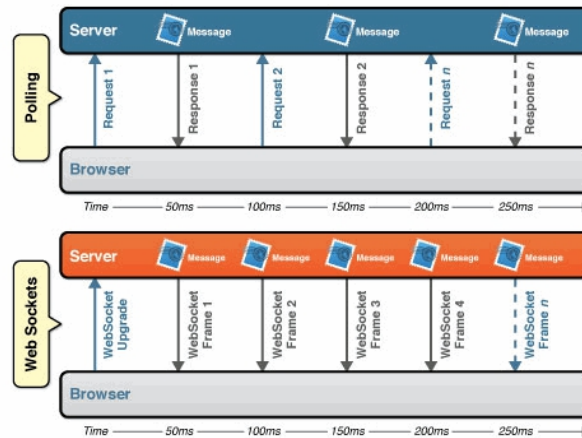 Polling
Server
Message
Message
Message
Request 1
Response 1
Request 2
Response 2
Request n
Response n
Browser
Time 50ms 100ms 150ms 200ms 250ms
Web Sockets
Server
Message
Message
Message
Message
Message
WebSocket
Upgrade
WebSocket
Frame 1
WebSocket
Frame 2
WebSocket
Frame 3
WebSocket
Frame 4
WebSocket
Frame n
Browser
Time 50ms 100ms 150ms 200ms 250ms